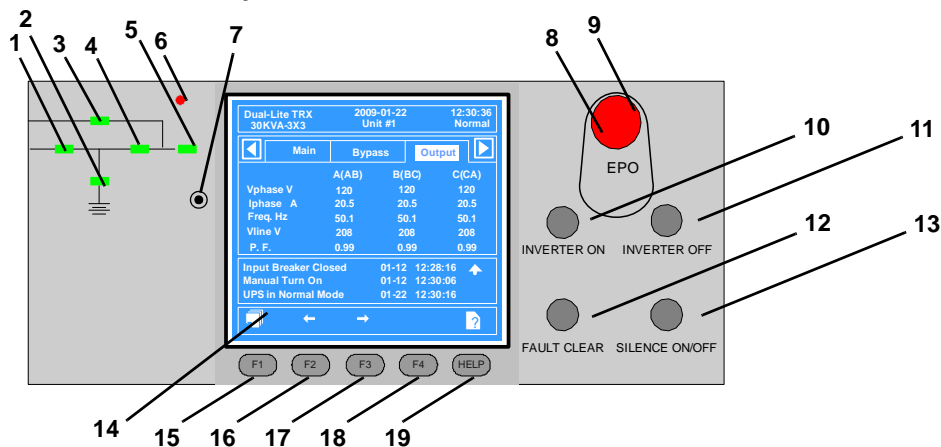 2
1 3 4 5 6 7 8 9
Dual-Lite TRX 2009-01-22 12:30:36
30KVA-3X3 Unit #1 Normal
Main Bypass Output
A(AB) B(BC) C(CA)
Vphase V 120 120 120
Iphase A 20.5 20.5 20.5
Freq. Hz 50.1 50.1 50.1
Vline V 208 208 208
P. F. 0.99 0.99 0.99
Input Breaker Closed 01-12 12:28:16
Manual Turn On 01-12 12:30:06
UPS in Normal Mode 01-22 12:30:16
?
F1 F2 F3 F4 HELP
EPO
10 11
INVERTER ON INVERTER OFF
12 13
FAULT CLEAR SILENCE ON/OFF
14 15 16 17 18 19